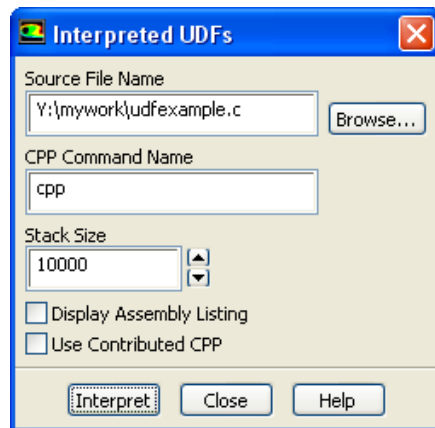 Interpreted UDFs
Source File Name
Y:\mywork\udfexample.c
Browse...
CPP Command Name
cpp
Stack Size
10000
Display Assembly Listing
Use Contributed CPP
Interpret Close Help